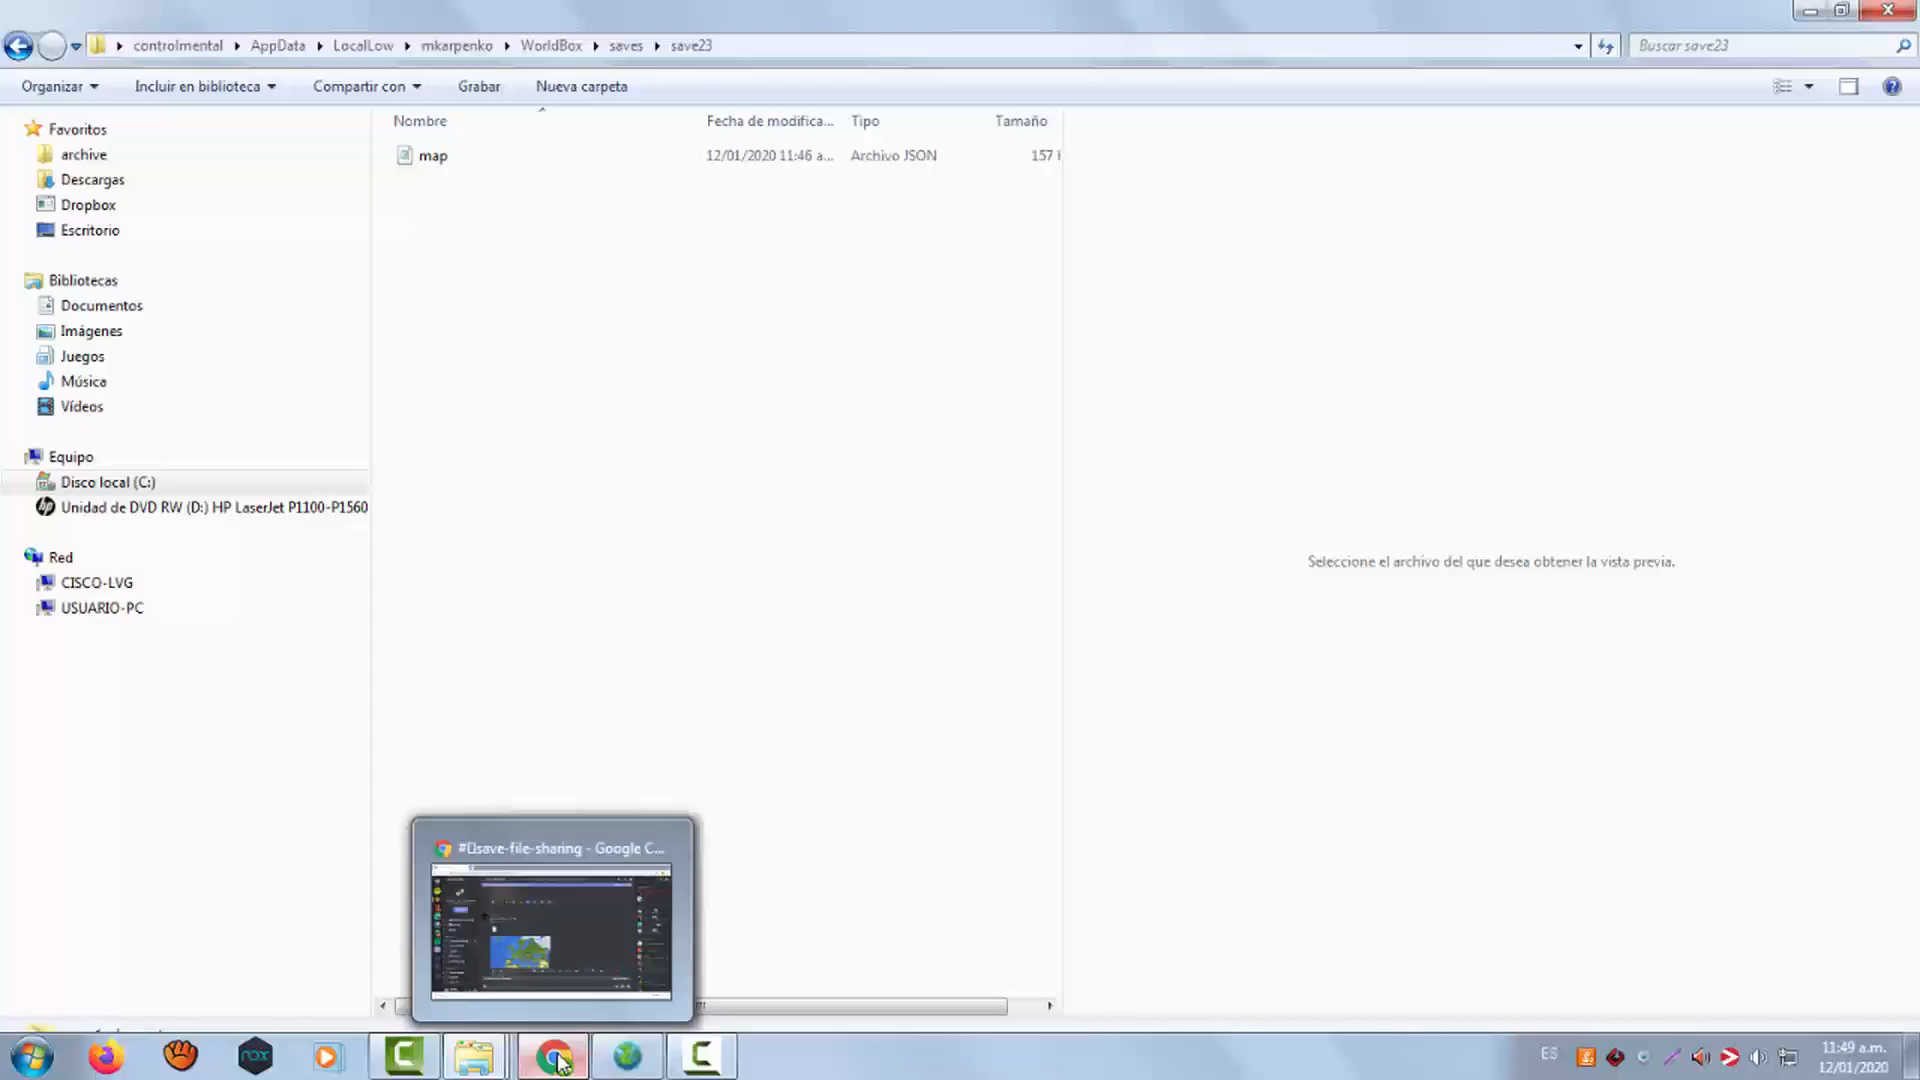 controlmental AppData LocalLow mkarpenko WorldBox saves save23
Buscar save23
Organizar Incluir en biblioteca Compartir con Grabar Nueva carpeta
Nombre Fecha de modifica... Tipo Tamaño
map 12/01/2020 11:46 a... Archivo JSON 157
Favoritos
archive
Descargas
Dropbox
Escritorio
Bibliotecas
Documentos
Imágenes
Juegos
Música
Vídeos
Equipo
Disco local (C:)
Unidad de DVD RW (D:) HP LaserJet P1100-P1560
Red
CISCO-LVG
USUARIO-PC
Seleccione el archivo del que desea obtener la vista previa.
#save-file-sharing - Google C...
nox
ES
11:49 a.m.
12/01/2020